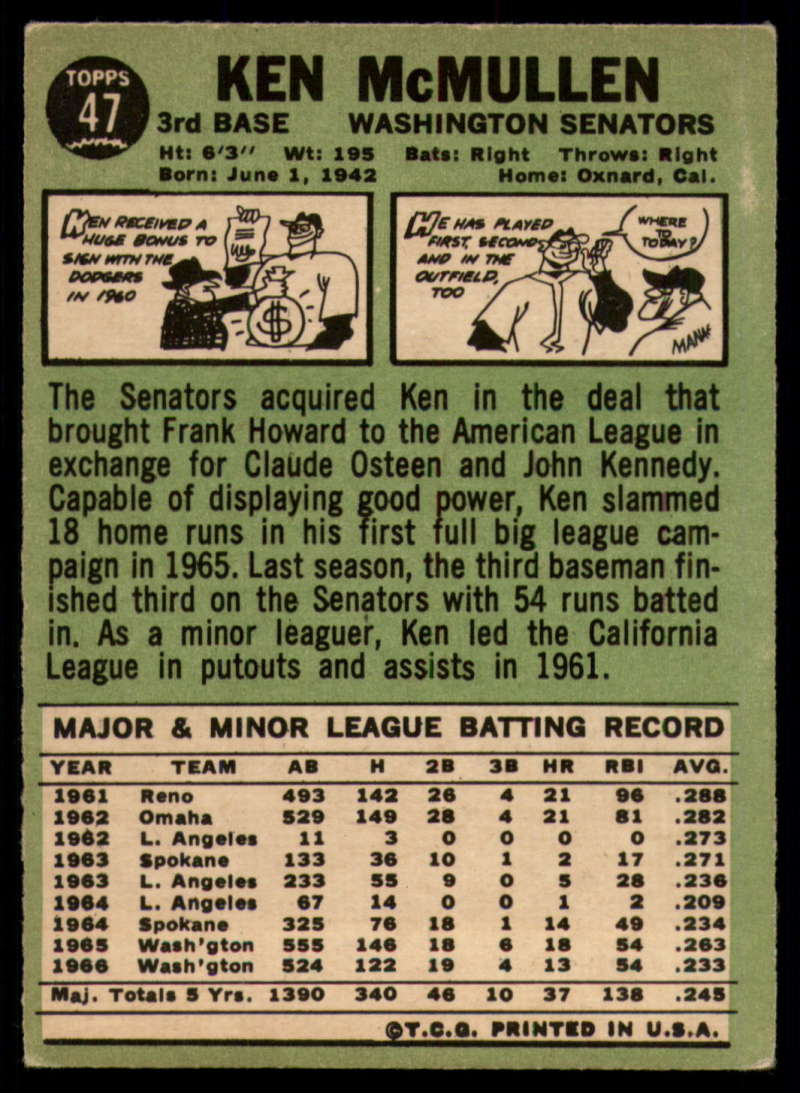 TOPPS
47
KEN McMULLEN
3rd BASE WASHINGTON SENATORS
Ht: 6'3" Wt: 195 Bats: Right Throws: Right
Born: June 1, 1942 Home: Oxnard, Cal.
KEN RECEIVED A
HUGE BONUS TO
SIGN WITH THE
DODGERS
IN 1960
$
HE HAS PLAYED
FIRST, SECOND,
AND IN THE
OUTFIELD,
TOO
WHERE
TO
TODAY?
The Senators acquired Ken in the deal that
brought Frank Howard to the American League in
exchange for Claude Osteen and John Kennedy.
Capable of displaying good power, Ken slammed
18 home runs in his first full big league cam-
paign in 1965. Last season, the third baseman fin-
ished third on the Senators with 54 runs batted
in. As a minor leaguer, Ken led the California
League in putouts and assists in 1961.
MAJOR & MINOR LEAGUE BATTING RECORD
YEAR TEAM AB H 2B 3B HR RBI AVG.
1961 Reno 493 142 26 4 21 96 .288
1962 Omaha 529 149 28 4 21 81 .282
1962 L. Angeles 11 3 0 0 0 0 .273
1963 Spokane 133 36 10 1 2 17 .271
1963 L. Angeles 233 55 9 0 5 28 .236
1964 L. Angeles 67 14 0 0 1 2 .209
1964 Spokane 325 76 18 1 14 49 .234
1965 Wash'gton 555 146 18 6 18 54 .263
1966 Wash'gton 524 122 19 4 13 54 .233
Maj. Totals 5 Yrs. 1390 340 46 10 37 138 .245
©T.C.G. PRINTED IN U.S.A.